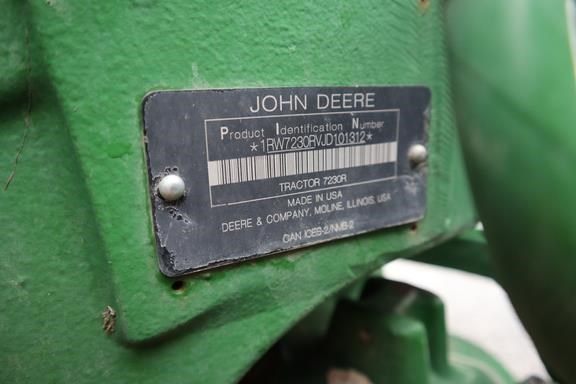 JOHN DEERE
Product Identification Number
*1RW7230RVJD101312*
TRACTOR 7230R
MADE IN USA
DEERE & COMPANY, MOLINE, ILLINOIS, USA
CAN ICES-2/NMB-2